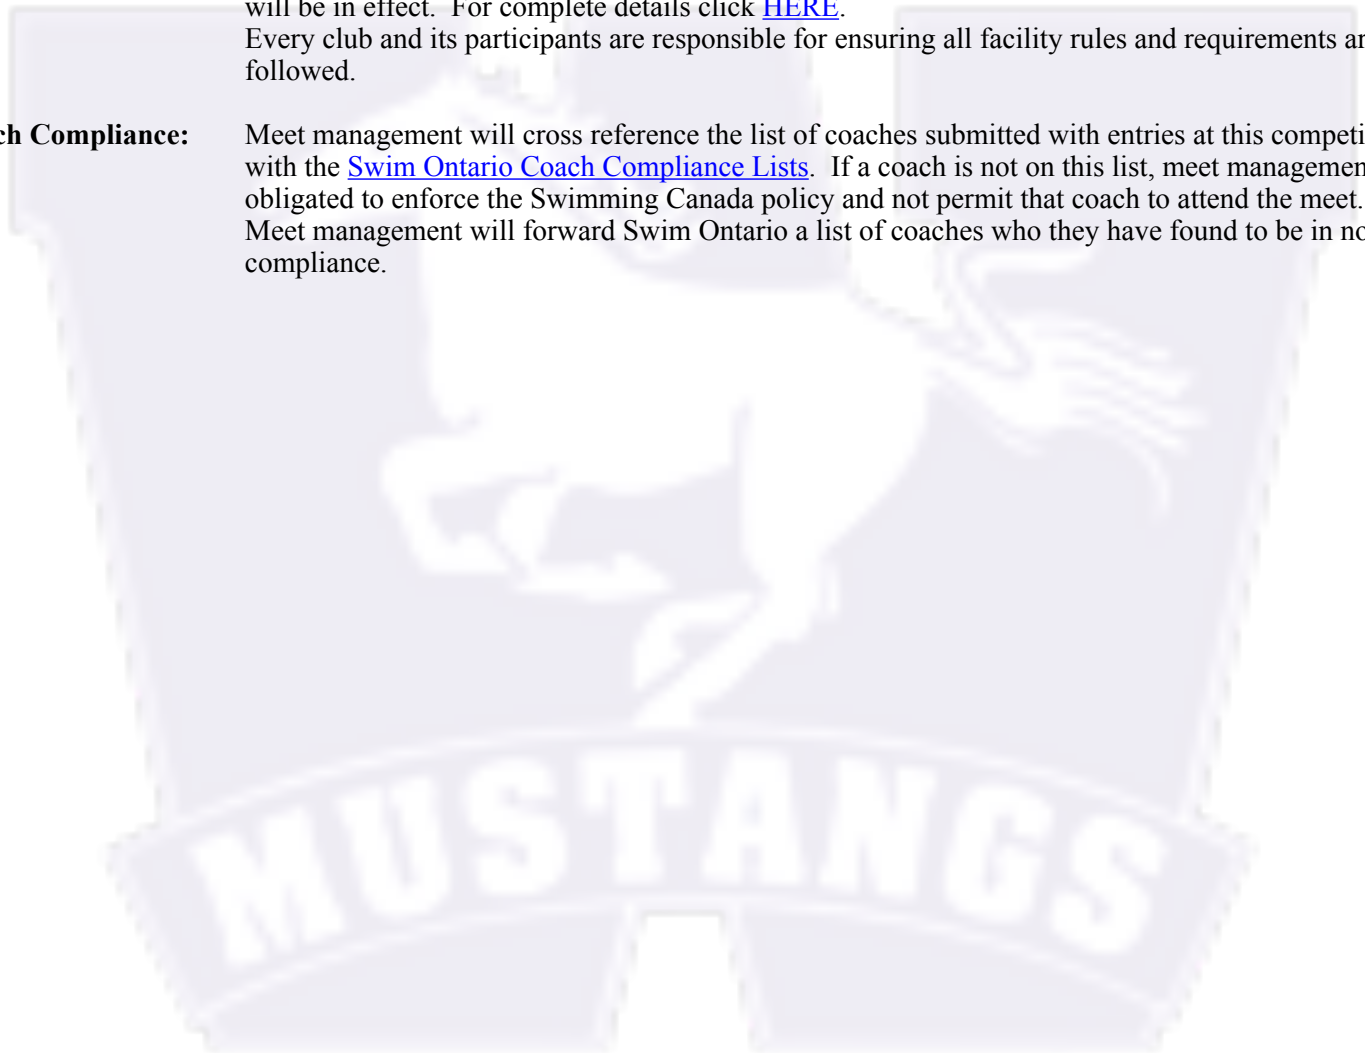 will be in effect.  For complete details click HERE.
Every club and its participants are responsible for ensuring all facility rules and requirements ar
followed.
ch Compliance: Meet management will cross reference the list of coaches submitted with entries at this competi
with the Swim Ontario Coach Compliance Lists.  If a coach is not on this list, meet managemen
obligated to enforce the Swimming Canada policy and not permit that coach to attend the meet.
Meet management will forward Swim Ontario a list of coaches who they have found to be in no
compliance.
MUSTANGS